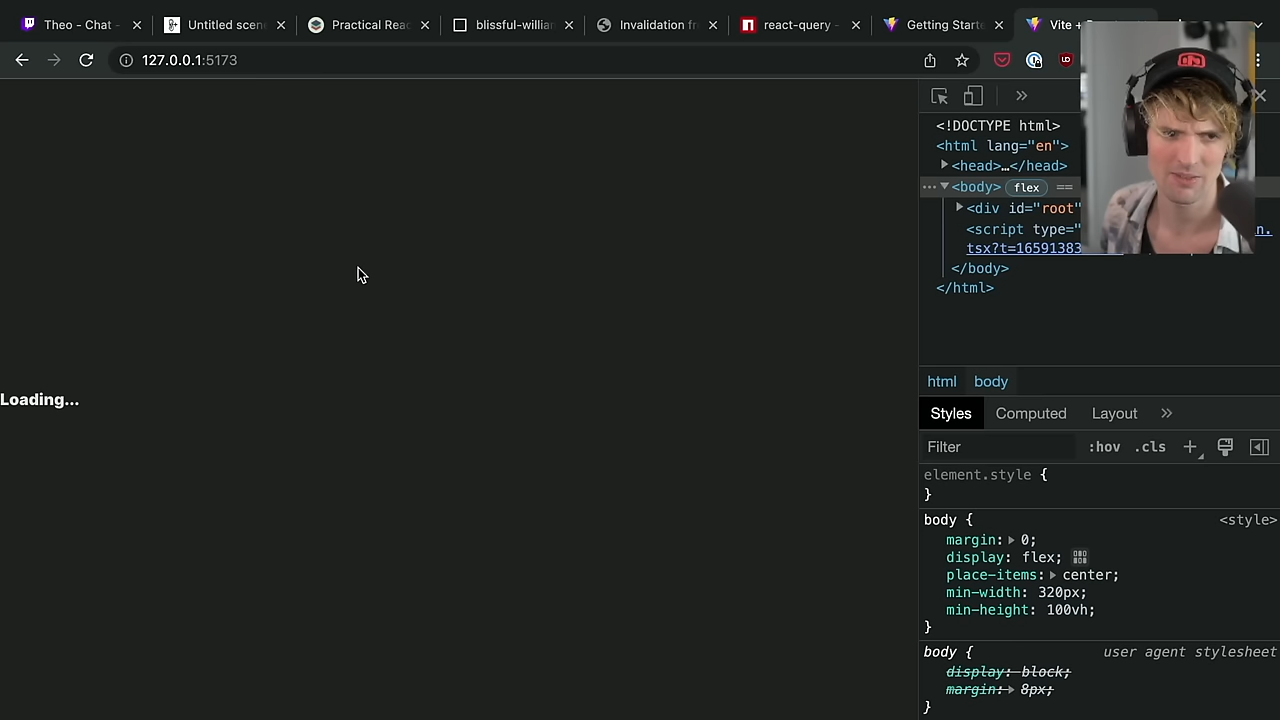 Theo - Chat -
Untitled scen
Practical Rea
blissful-willian
Invalidation fr
react-query -
Getting Starte
Vite +
127.0.0.1:5173
<!DOCTYPE html>
<html lang="en">
<head>…</head>
<body> flex ==
<div id="root"
<script type="
tsx?t=16591383
</body>
</html>
Loading...
html body
Styles Computed Layout
Filter :hov .cls
element.style {
}
body { <style>
margin: 0;
display: flex;
place-items: center;
min-width: 320px;
min-height: 100vh;
}
body { user agent stylesheet
display: block;
margin: 8px;
}